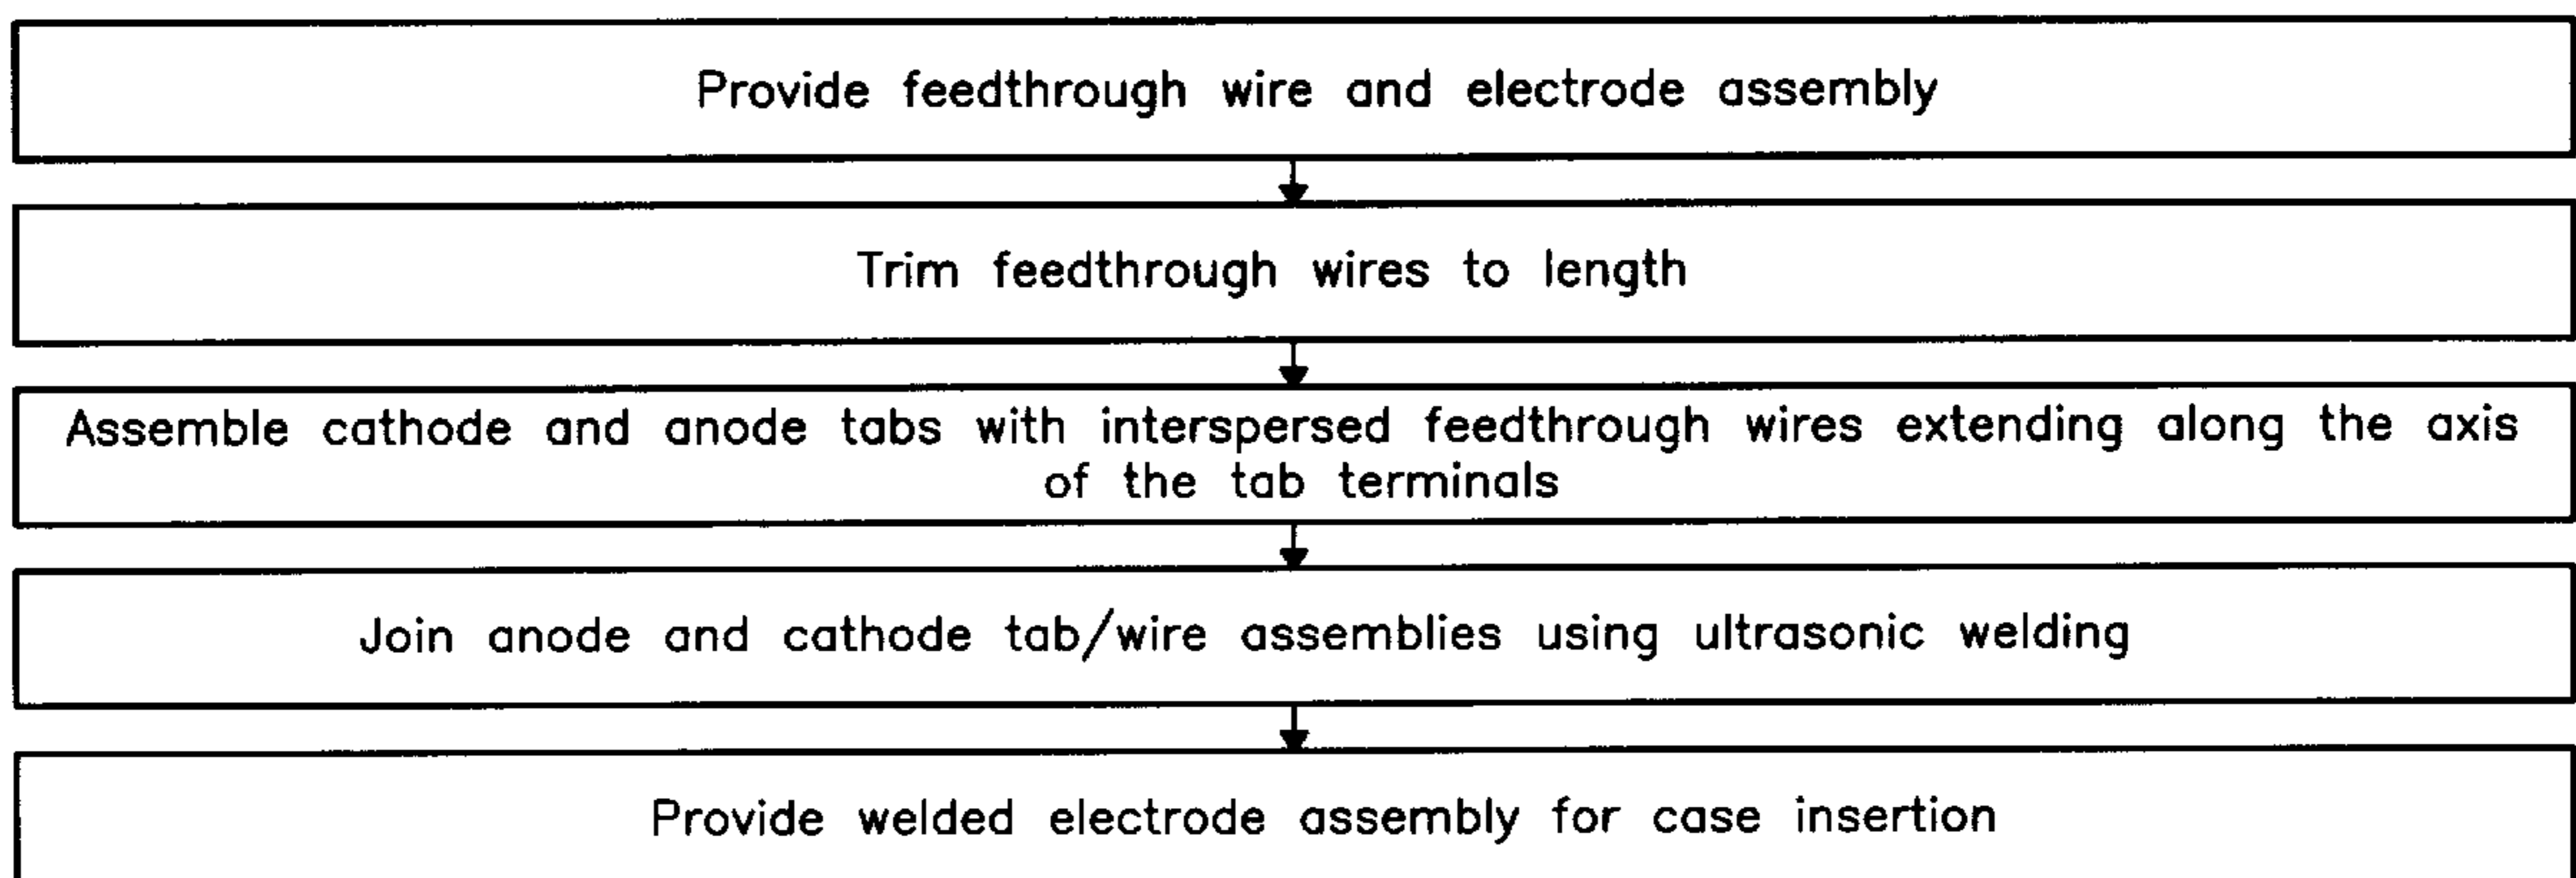 Provide feedthrough wire and electrode assembly
Trim feedthrough wires to length
Assemble cathode and anode tabs with interspersed feedthrough wires extending along the axis
of the tab terminals
Join anode and cathode tab/wire assemblies using ultrasonic welding
Provide welded electrode assembly for case insertion